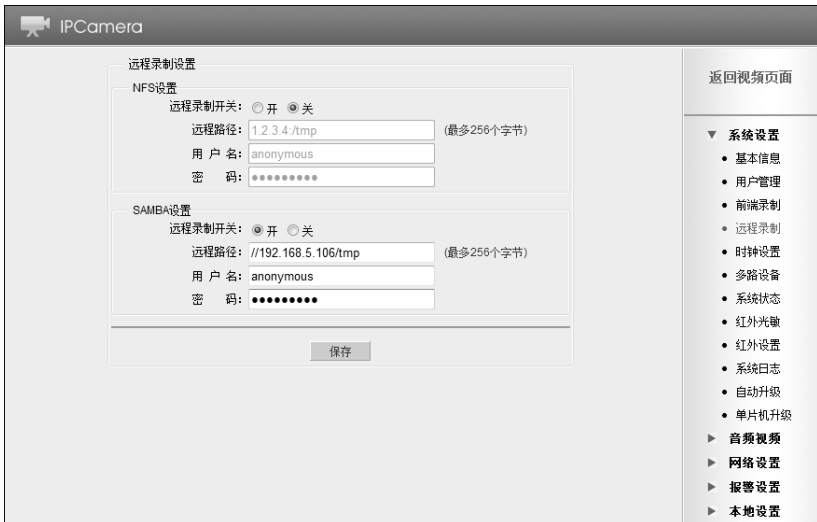 IPCamera
远程录制设置
NFS设置
远程录制开关： 开 关
远程路径： 1.2.3.4:/tmp (最多256个字节)
用 户 名： anonymous
密 码： ●●●●●●●●●
SAMBA设置
远程录制开关： 开 关
远程路径： //192.168.5.106/tmp (最多256个字节)
用 户 名： anonymous
密 码： ●●●●●●●●●
保存
返回视频页面
系统设置
基本信息
用户管理
前端录制
远程录制
时钟设置
多路设备
系统状态
红外光敏
红外设置
系统日志
自动升级
单片机升级
音频视频
网络设置
报警设置
本地设置